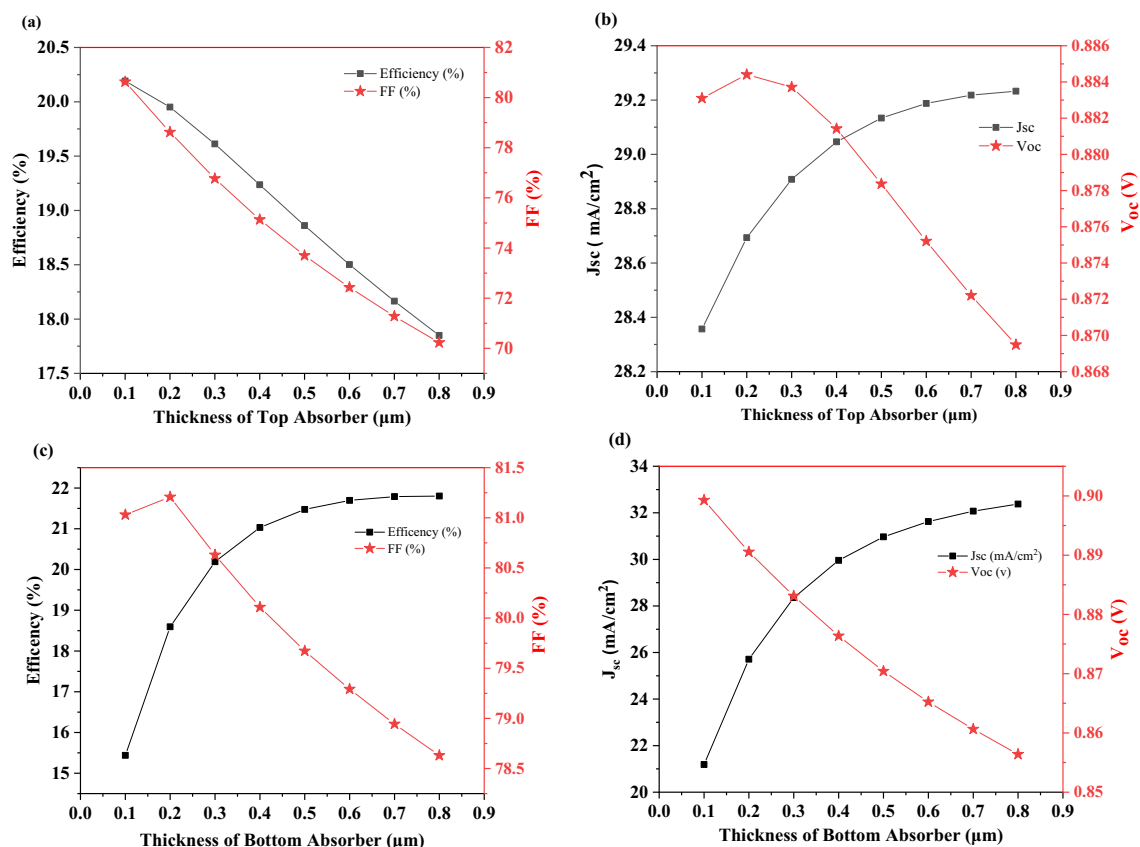 (a)
20.5
20.0
19.5
19.0
18.5
18.0
17.5
Efficiency (%)
82
80
78
76
74
72
70
FF (%)
Efficiency (%)
FF (%)
0.0 0.1 0.2 0.3 0.4 0.5 0.6 0.7 0.8 0.9
Thickness of Top Absorber (µm)
(b)
29.4
29.2
29.0
28.8
28.6
28.4
28.2
Jsc ( mA/cm²)
0.886
0.884
0.882
0.880
0.878
0.876
0.874
0.872
0.870
0.868
Voc (V)
Jsc
Voc
0.0 0.1 0.2 0.3 0.4 0.5 0.6 0.7 0.8 0.9
Thickness of Top Absorber (µm)
(c)
22
21
20
19
18
17
16
15
Efficency (%)
81.5
81.0
80.5
80.0
79.5
79.0
78.5
FF (%)
Efficency (%)
FF (%)
0.0 0.1 0.2 0.3 0.4 0.5 0.6 0.7 0.8 0.9
Thickness of Bottom Absorber (µm)
(d)
34
32
30
28
26
24
22
20
Jsc (mA/cm²)
0.90
0.89
0.88
0.87
0.86
0.85
Voc (V)
Jsc (mA/cm²)
Voc (v)
0.0 0.1 0.2 0.3 0.4 0.5 0.6 0.7 0.8 0.9
Thickness of Bottom Absorber (µm)